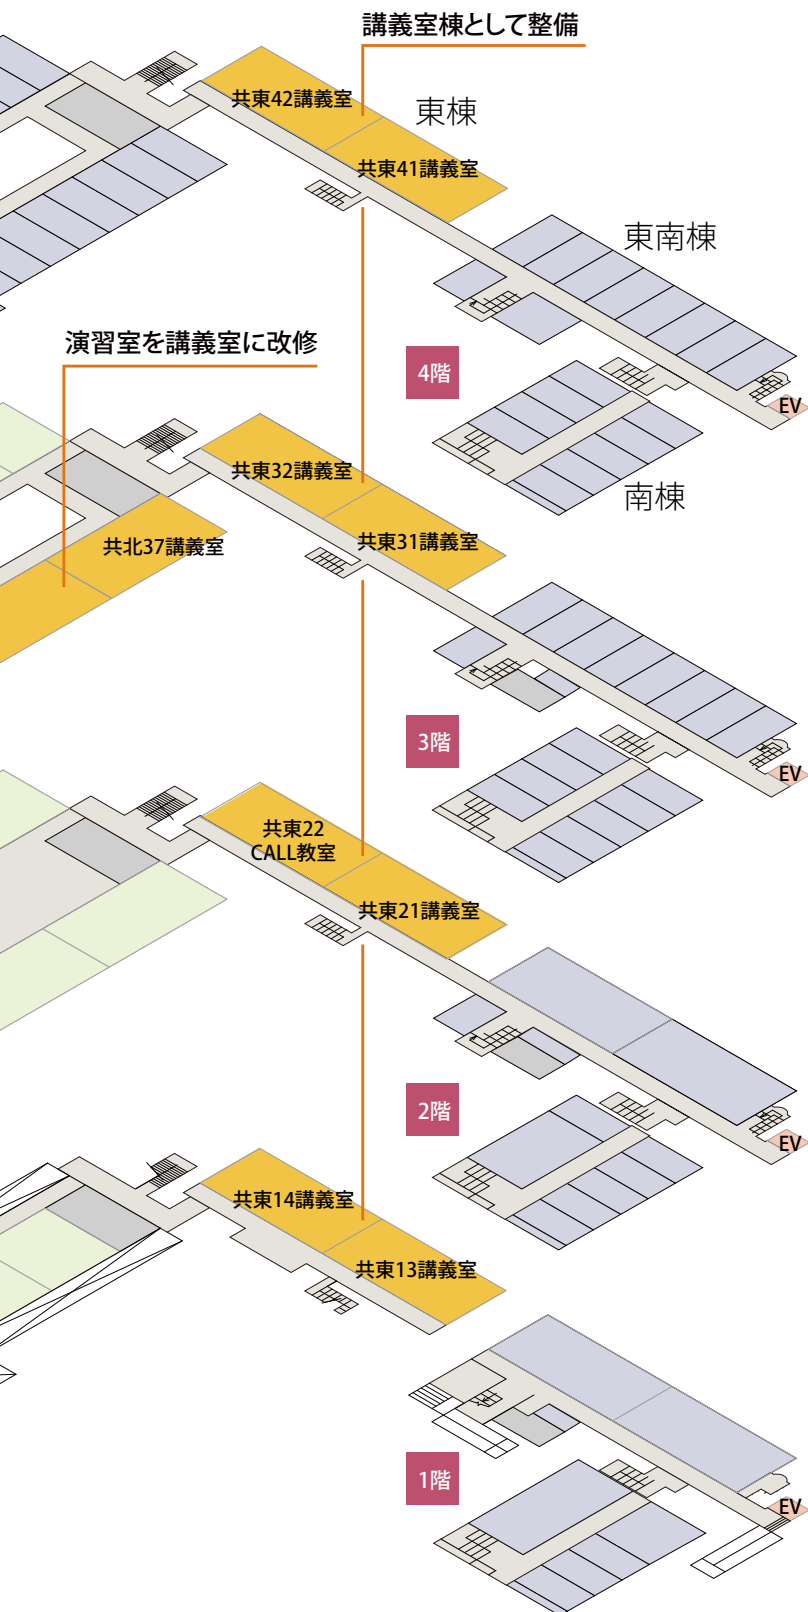 講義室棟として整備
共東42講義室
東棟
共東41講義室
東南棟
演習室を講義室に改修
4階
EV
共東32講義室
南棟
共東31講義室
共北37講義室
3階
EV
共東22
CALL教室
共東21講義室
2階
EV
共東14講義室
共東13講義室
1階
EV